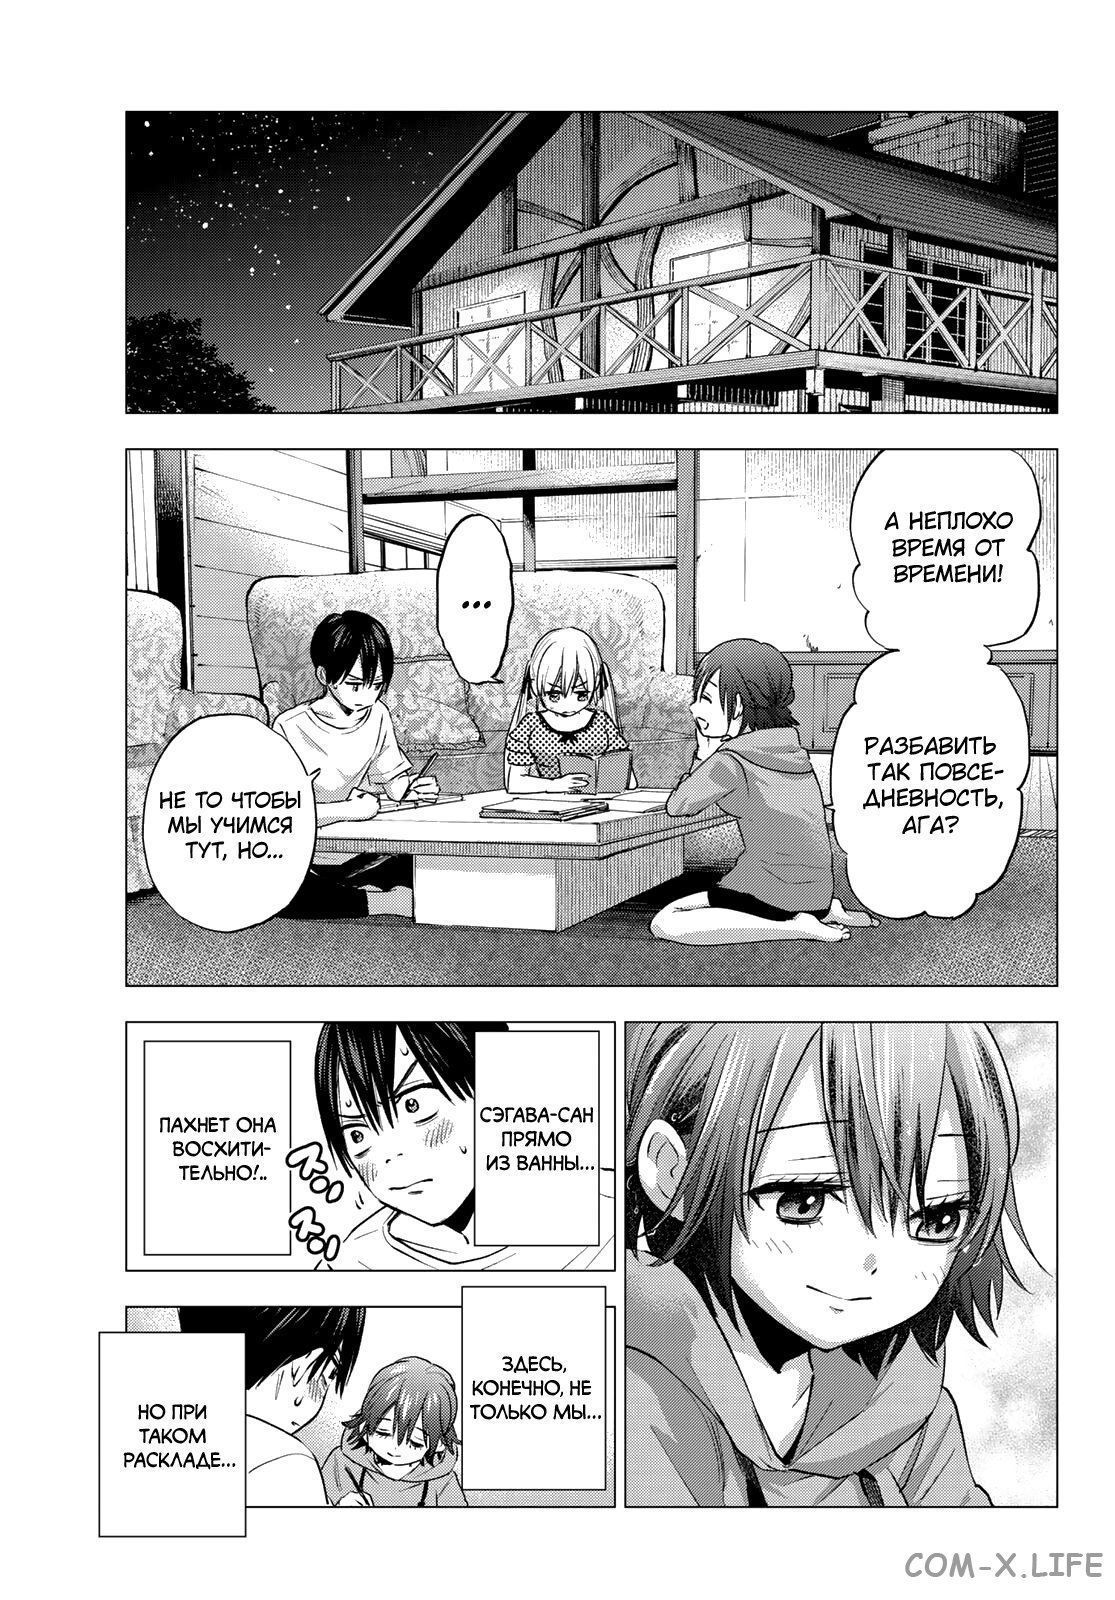 А НЕПЛОХО
ВРЕМЯ ОТ
ВРЕМЕНИ!
РАЗБАВИТЬ
ТАК ПОВСЕ-
ДНЕВНОСТЬ,
АГА?
...
НЕ ТО ЧТОБЫ
МЫ УЧИМСЯ
ТУТ, НО...
СЭГАВА-САН
ПРЯМО
ИЗ ВАННЫ...
ПАХНЕТ ОНА
ВОСХИТИ-
ТЕЛЬНО!..
ЗДЕСЬ,
КОНЕЧНО, НЕ
ТОЛЬКО МЫ...
НО ПРИ
ТАКОМ
РАСКЛАДЕ...
COM-X.LIFE